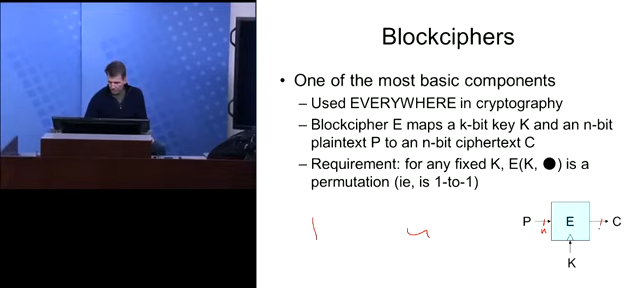 Blockciphers
• One of the most basic components
– Used EVERYWHERE in cryptography
– Blockcipher E maps a k-bit key K and an n-bit
plaintext P to an n-bit ciphertext C
– Requirement: for any fixed K, E(K, ●) is a
permutation (ie, is 1-to-1)
P n E C
K